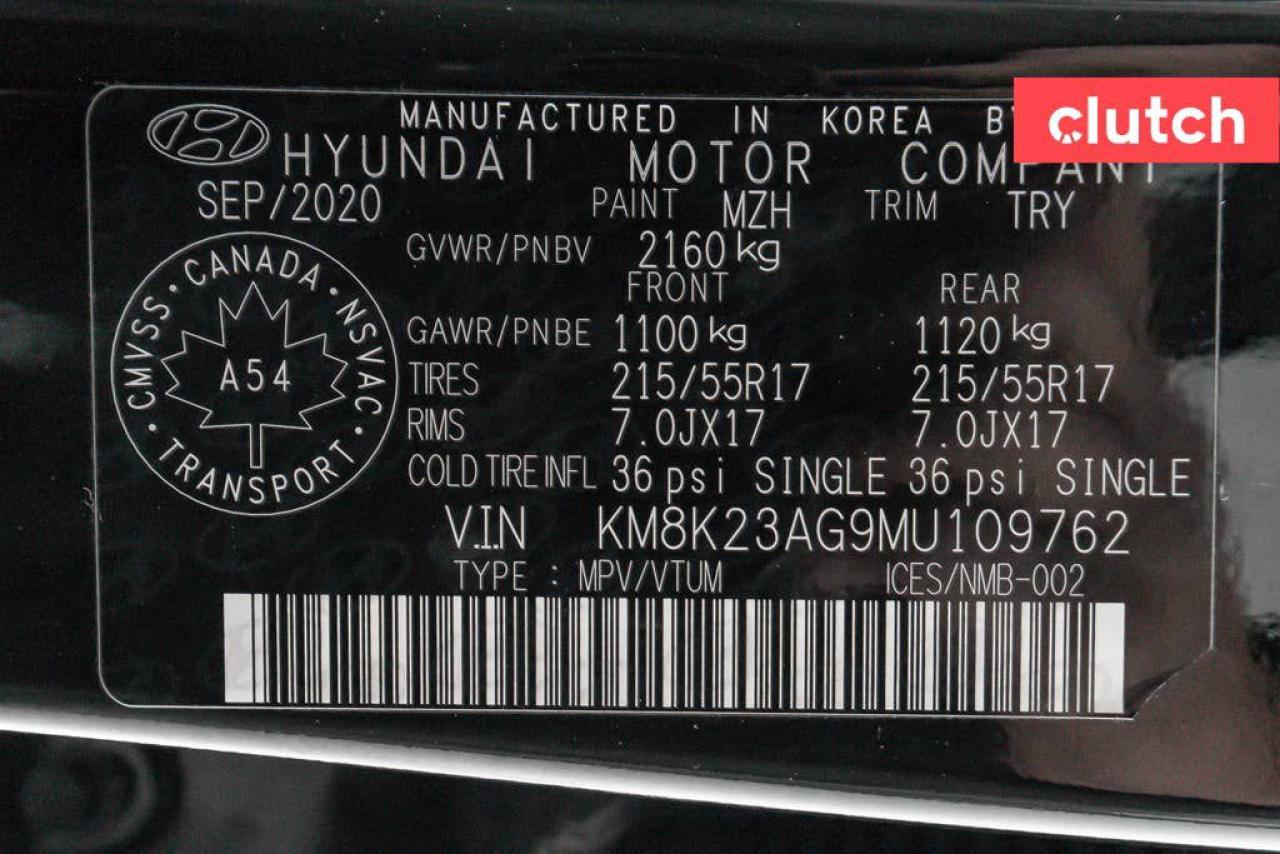 MANUFACTURED IN KOREA BY
clutch
HYUNDAI MOTOR COMPANY
SEP/2020 PAINT MZH TRIM TRY
GVWR/PNBV 2160 kg
FRONT REAR
GAWR/PNBE 1100 kg 1120 kg
TIRES 215/55R17 215/55R17
RIMS 7.0JX17 7.0JX17
COLD TIRE INFL 36 psi SINGLE 36 psi SINGLE
CMVSS · CANADA · NSVAC · TRANSPORT ·
A54
V.I.N KM8K23AG9MU109762
TYPE : MPV/VTUM ICES/NMB-002